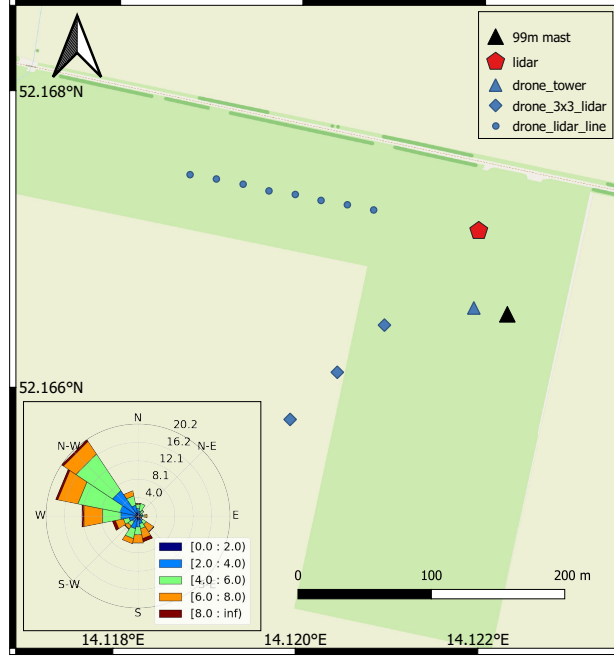 99m mast
lidar
drone_tower
drone_3x3_lidar
drone_lidar_line
52.168°N
52.166°N
N
20.2
16.2
12.1
8.1
4.0
N-W
N-E
W
E
S-W
S
[0.0 : 2.0)
[2.0 : 4.0)
[4.0 : 6.0)
[6.0 : 8.0)
[8.0 : inf)
0 100 200 m
14.118°E 14.120°E 14.122°E